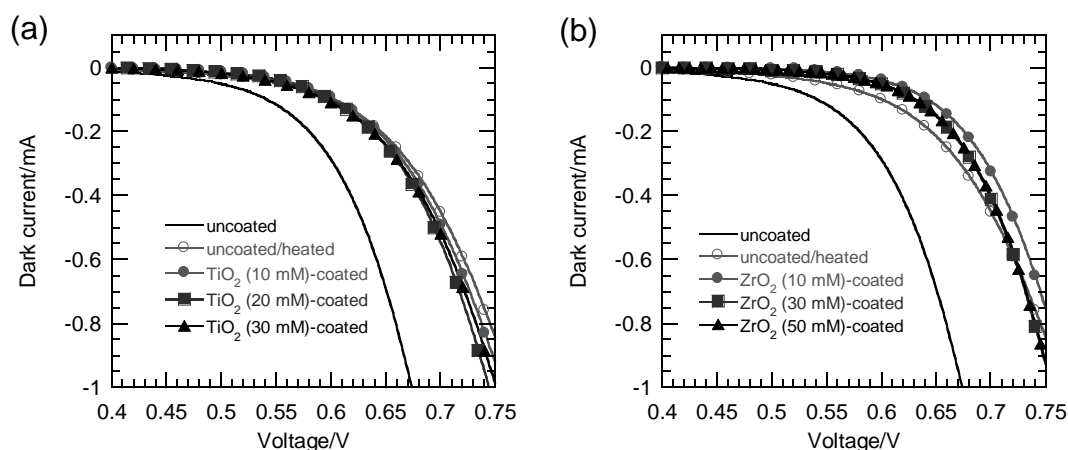 (a)
0
-0.2
-0.4
-0.6
-0.8
-1
Dark current/mA
uncoated
uncoated/heated
TiO2 (10 mM)-coated
TiO2 (20 mM)-coated
TiO2 (30 mM)-coated
0.4 0.45 0.5 0.55 0.6 0.65 0.7 0.75
Voltage/V
(b)
0
-0.2
-0.4
-0.6
-0.8
-1
Dark current/mA
uncoated
uncoated/heated
ZrO2 (10 mM)-coated
ZrO2 (30 mM)-coated
ZrO2 (50 mM)-coated
0.4 0.45 0.5 0.55 0.6 0.65 0.7 0.75
Voltage/V